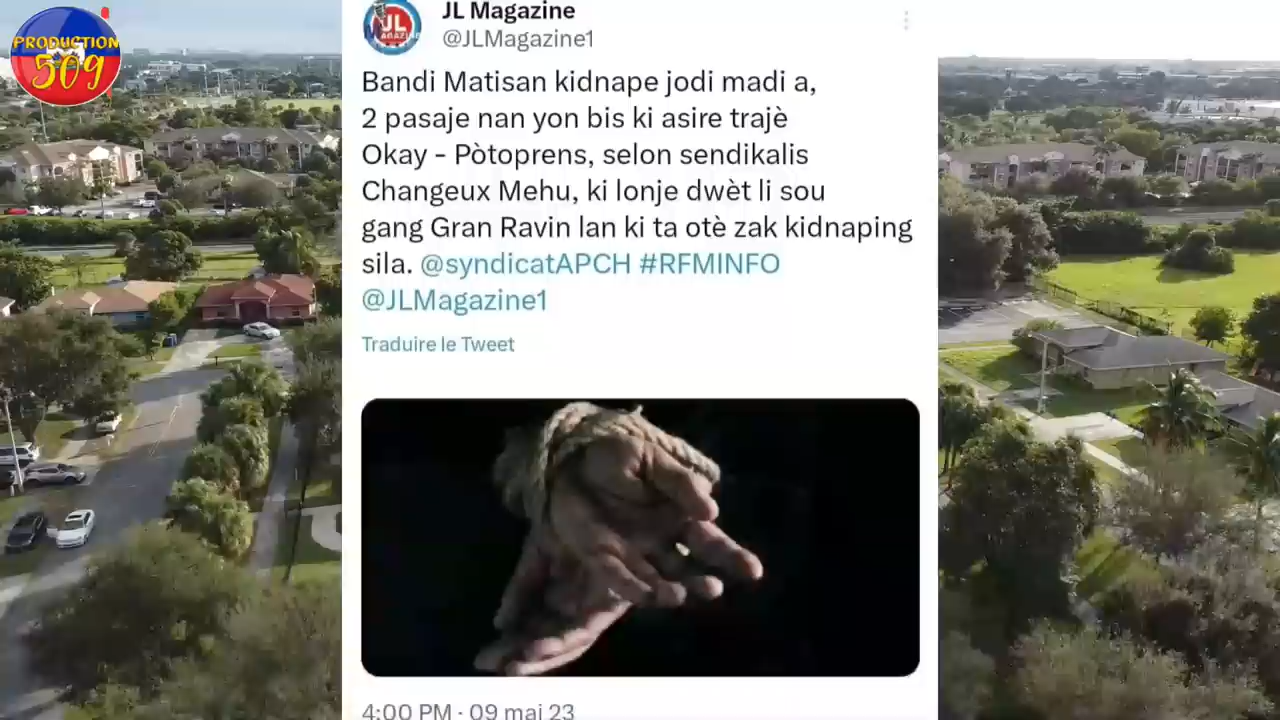 PRODUCTION
509
JL
MAGAZINE
JL Magazine
@JLMagazine1
Bandi Matisan kidnape jodi madi a,
2 pasaje nan yon bis ki asire trajè
Okay - Pòtoprens, selon sendikalis
Changeux Mehu, ki lonje dwèt li sou
gang Gran Ravin lan ki ta otè zak kidnaping
sila. @syndicatAPCH #RFMINFO
@JLMagazine1
Traduire le Tweet
4:00 PM · 09 mai 23